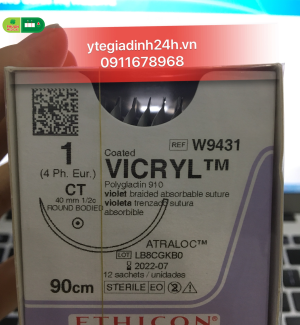 ytegiadinh24h.vn
0911678968
REF W9431
1
(4 Ph. Eur.)
Coated
VICRYL™
Polyglactin 910
violet braided absorbable suture
violeta trenzado sutura
absorbible
CT
40 mm 1/2c
ROUND BODIED
ATRALOC™
LOT LB8CGKB0
2022-07
12 sachets / unidades
90cm
STERILE EO
ETHICON